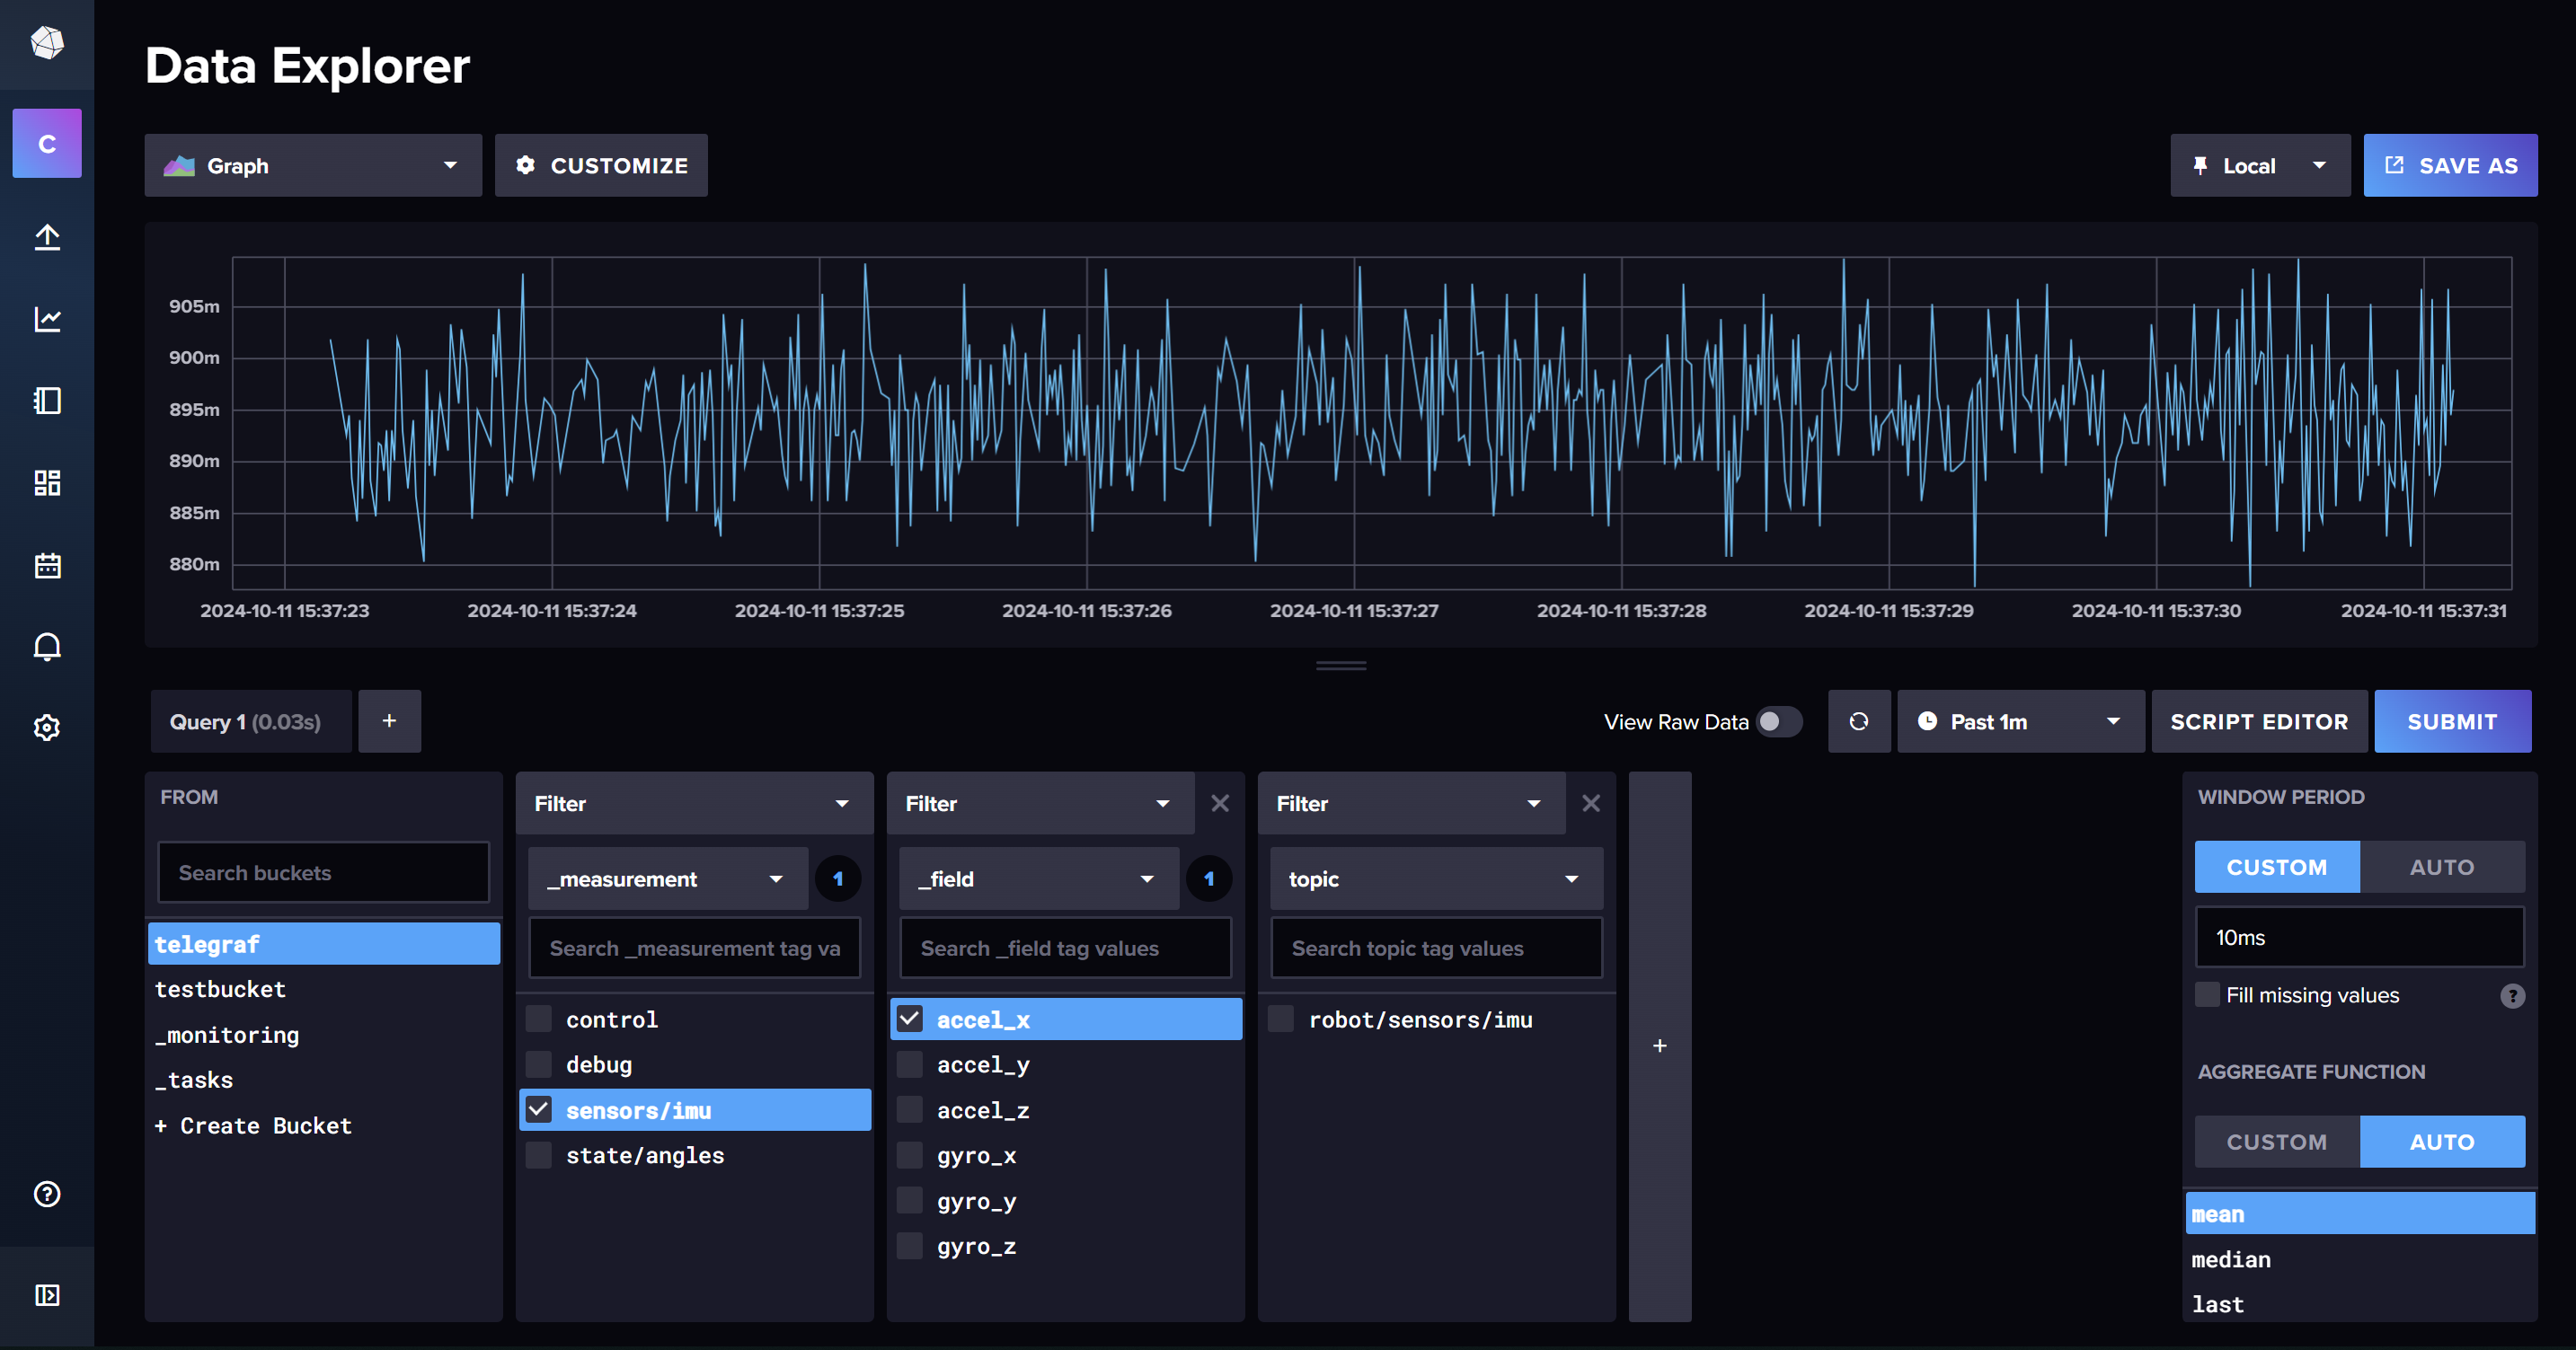 Data Explorer
C
Graph
CUSTOMIZE
Local
SAVE AS
905m
900m
895m
890m
885m
880m
2024-10-11 15:37:23
2024-10-11 15:37:24
2024-10-11 15:37:25
2024-10-11 15:37:26
2024-10-11 15:37:27
2024-10-11 15:37:28
2024-10-11 15:37:29
2024-10-11 15:37:30
2024-10-11 15:37:31
Query 1 (0.03s)
+
View Raw Data
Past 1m
SCRIPT EDITOR
SUBMIT
FROM
Search buckets
telegraf
testbucket
_monitoring
_tasks
+ Create Bucket
Filter
_measurement
1
Search _measurement tag va
control
debug
sensors/imu
state/angles
Filter
_field
1
Search _field tag values
accel_x
accel_y
accel_z
gyro_x
gyro_y
gyro_z
Filter
topic
Search topic tag values
robot/sensors/imu
+
WINDOW PERIOD
CUSTOM
AUTO
10ms
Fill missing values
?
AGGREGATE FUNCTION
CUSTOM
AUTO
mean
median
last